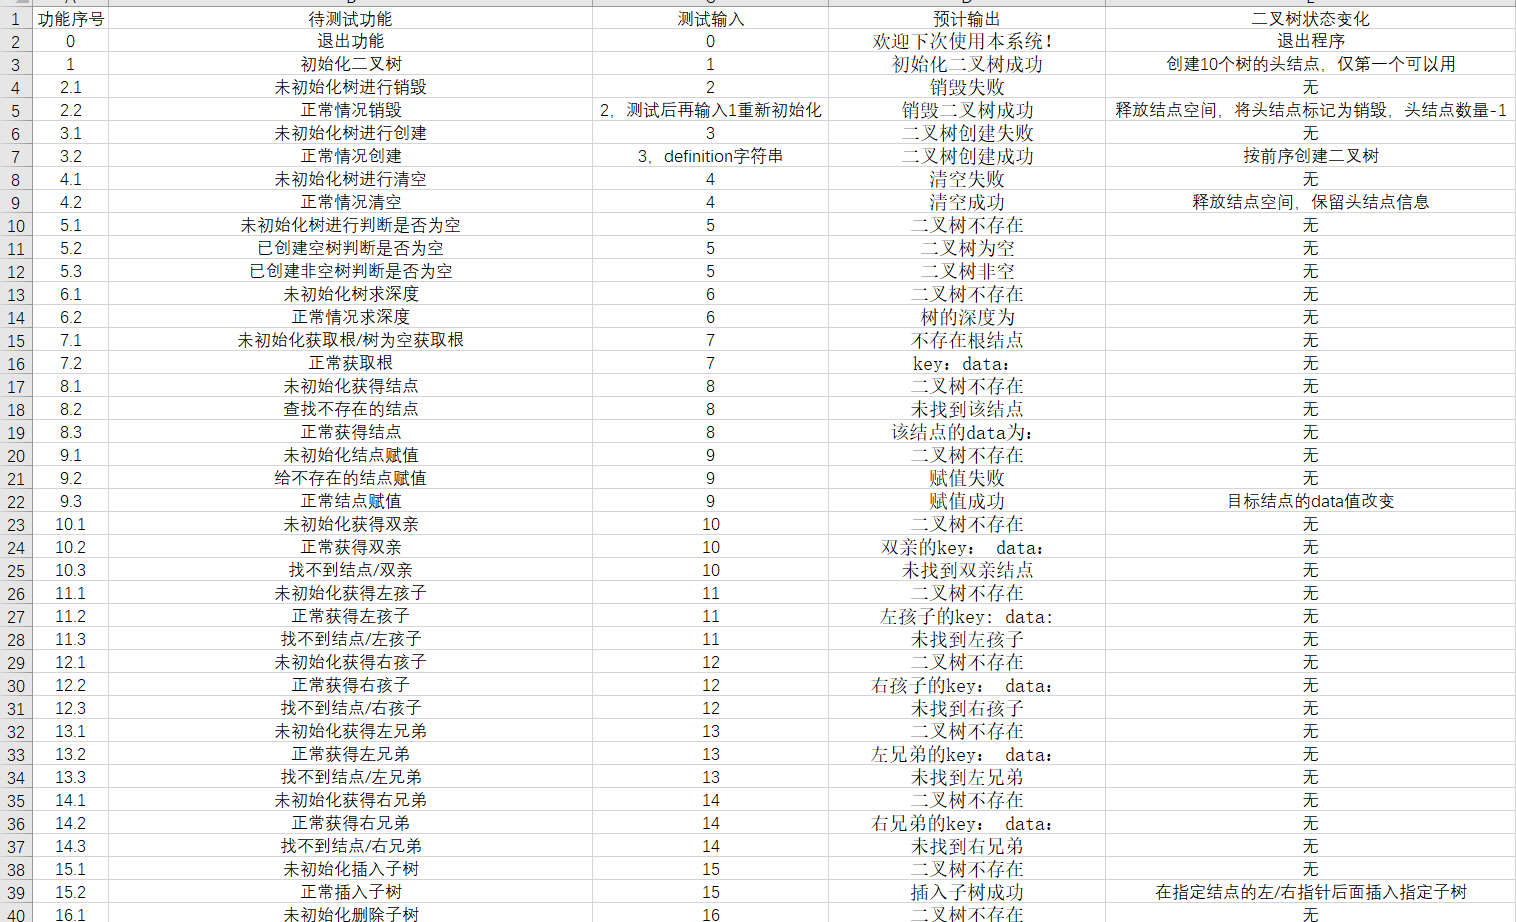 1 功能序号 待测试功能 测试输入 预计输出 二叉树状态变化
2 0 退出功能 0 欢迎下次使用本系统！ 退出程序
3 1 初始化二叉树 1 初始化二叉树成功 创建10个树的头结点，仅第一个可以用
4 2.1 未初始化树进行销毁 2 销毁失败 无
5 2.2 正常情况销毁 2，测试后再输入1重新初始化 销毁二叉树成功 释放结点空间，将头结点标记为销毁，头结点数量-1
6 3.1 未初始化树进行创建 3 二叉树创建失败 无
7 3.2 正常情况创建 3，definition字符串 二叉树创建成功 按前序创建二叉树
8 4.1 未初始化树进行清空 4 清空失败 无
9 4.2 正常情况清空 4 清空成功 释放结点空间，保留头结点信息
10 5.1 未初始化树进行判断是否为空 5 二叉树不存在 无
11 5.2 已创建空树判断是否为空 5 二叉树为空 无
12 5.3 已创建非空树判断是否为空 5 二叉树非空 无
13 6.1 未初始化树求深度 6 二叉树不存在 无
14 6.2 正常情况求深度 6 树的深度为 无
15 7.1 未初始化获取根/树为空获取根 7 不存在根结点 无
16 7.2 正常获取根 7 key：data： 无
17 8.1 未初始化获得结点 8 二叉树不存在 无
18 8.2 查找不存在的结点 8 未找到该结点 无
19 8.3 正常获得结点 8 该结点的data为： 无
20 9.1 未初始化结点赋值 9 二叉树不存在 无
21 9.2 给不存在的结点赋值 9 赋值失败 无
22 9.3 正常结点赋值 9 赋值成功 目标结点的data值改变
23 10.1 未初始化获得双亲 10 二叉树不存在 无
24 10.2 正常获得双亲 10 双亲的key： data： 无
25 10.3 找不到结点/双亲 10 未找到双亲结点 无
26 11.1 未初始化获得左孩子 11 二叉树不存在 无
27 11.2 正常获得左孩子 11 左孩子的key: data: 无
28 11.3 找不到结点/左孩子 11 未找到左孩子 无
29 12.1 未初始化获得右孩子 12 二叉树不存在 无
30 12.2 正常获得右孩子 12 右孩子的key： data： 无
31 12.3 找不到结点/右孩子 12 未找到右孩子 无
32 13.1 未初始化获得左兄弟 13 二叉树不存在 无
33 13.2 正常获得左兄弟 13 左兄弟的key： data： 无
34 13.3 找不到结点/左兄弟 13 未找到左兄弟 无
35 14.1 未初始化获得右兄弟 14 二叉树不存在 无
36 14.2 正常获得右兄弟 14 右兄弟的key： data： 无
37 14.3 找不到结点/右兄弟 14 未找到右兄弟 无
38 15.1 未初始化插入子树 15 二叉树不存在 无
39 15.2 正常插入子树 15 插入子树成功 在指定结点的左/右指针后面插入指定子树
40 16.1 未初始化删除子树 16 二叉树不存在 无